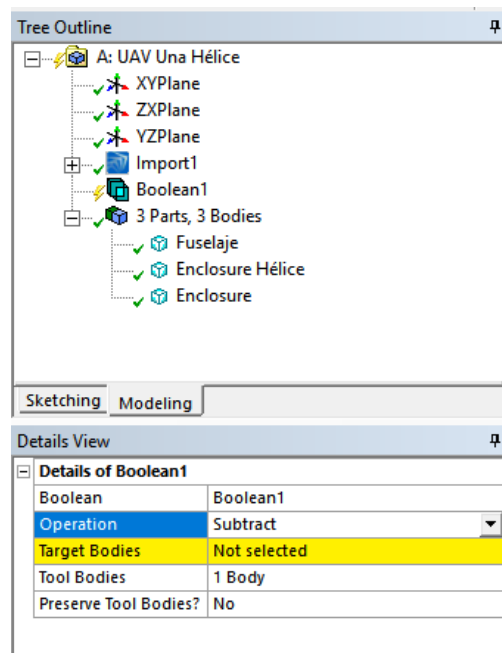 Tree Outline
A: UAV Una Hélice
XYPlane
ZXPlane
YZPlane
Import1
Boolean1
3 Parts, 3 Bodies
Fuselaje
Enclosure Hélice
Enclosure
Sketching Modeling
Details View
Details of Boolean1
Boolean Boolean1
Operation Subtract
Target Bodies Not selected
Tool Bodies 1 Body
Preserve Tool Bodies? No